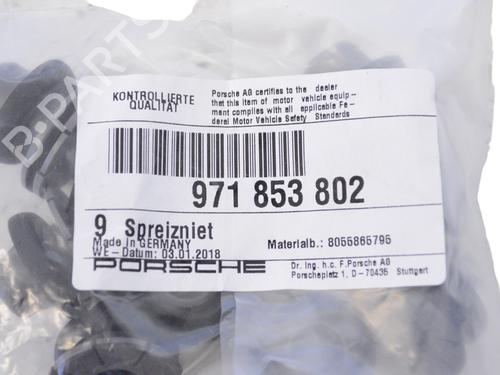 KONTROLLIERTE
QUALITÄT
Porsche AG certifies to the dealer
that this item of motor vehicle equip-
ment complies with all applicable Fe-
deral Motor Vehicle Safety Standards
971 853 802
9 Spreizniet
Made in GERMANY
WE- Datum: 03.01.2018
Materialb.: 8055865795
PORSCHE
Dr. Ing. h.c. F.Porsche AG
Porscheplatz 1, D-70435 Stuttgart
B-PARTS